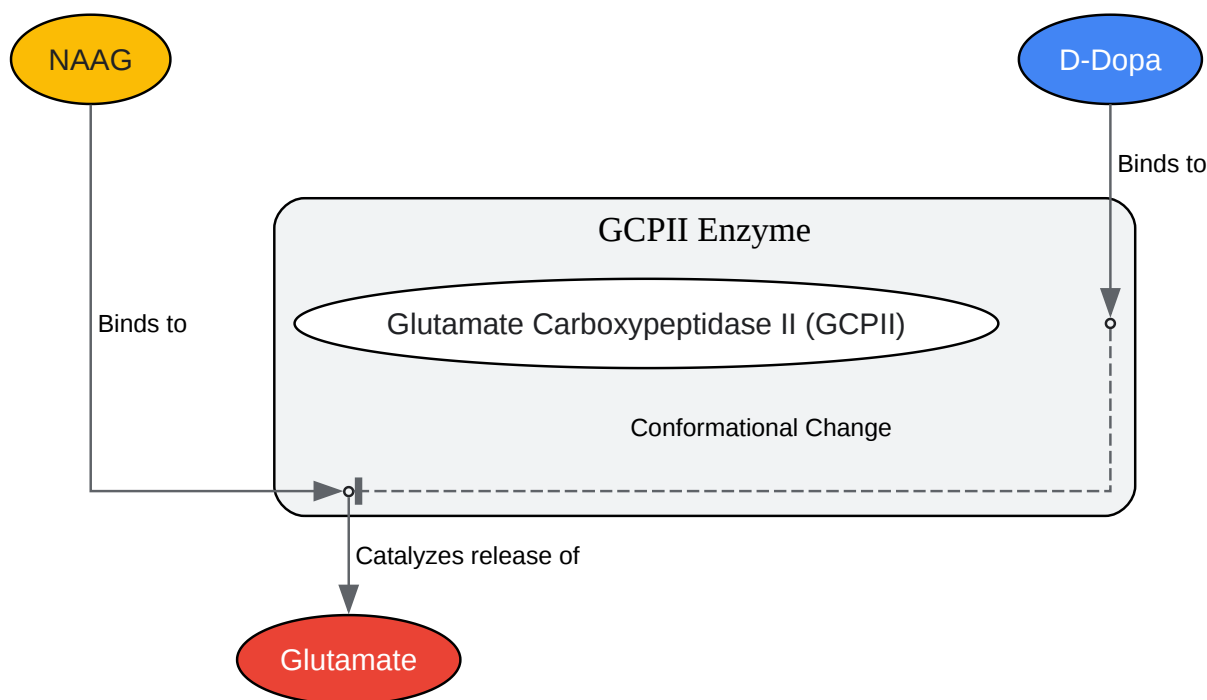 NAAG
D-Dopa
Binds to
GCPII Enzyme
Glutamate Carboxypeptidase II (GCPII)
Binds to
Conformational Change
Catalyzes release of
Glutamate